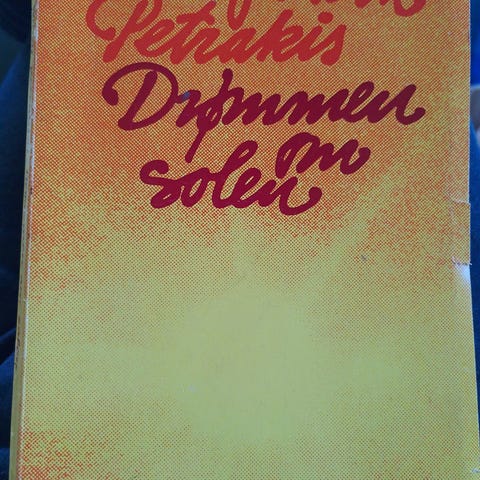 Petrakis
Drømmen
om
solen